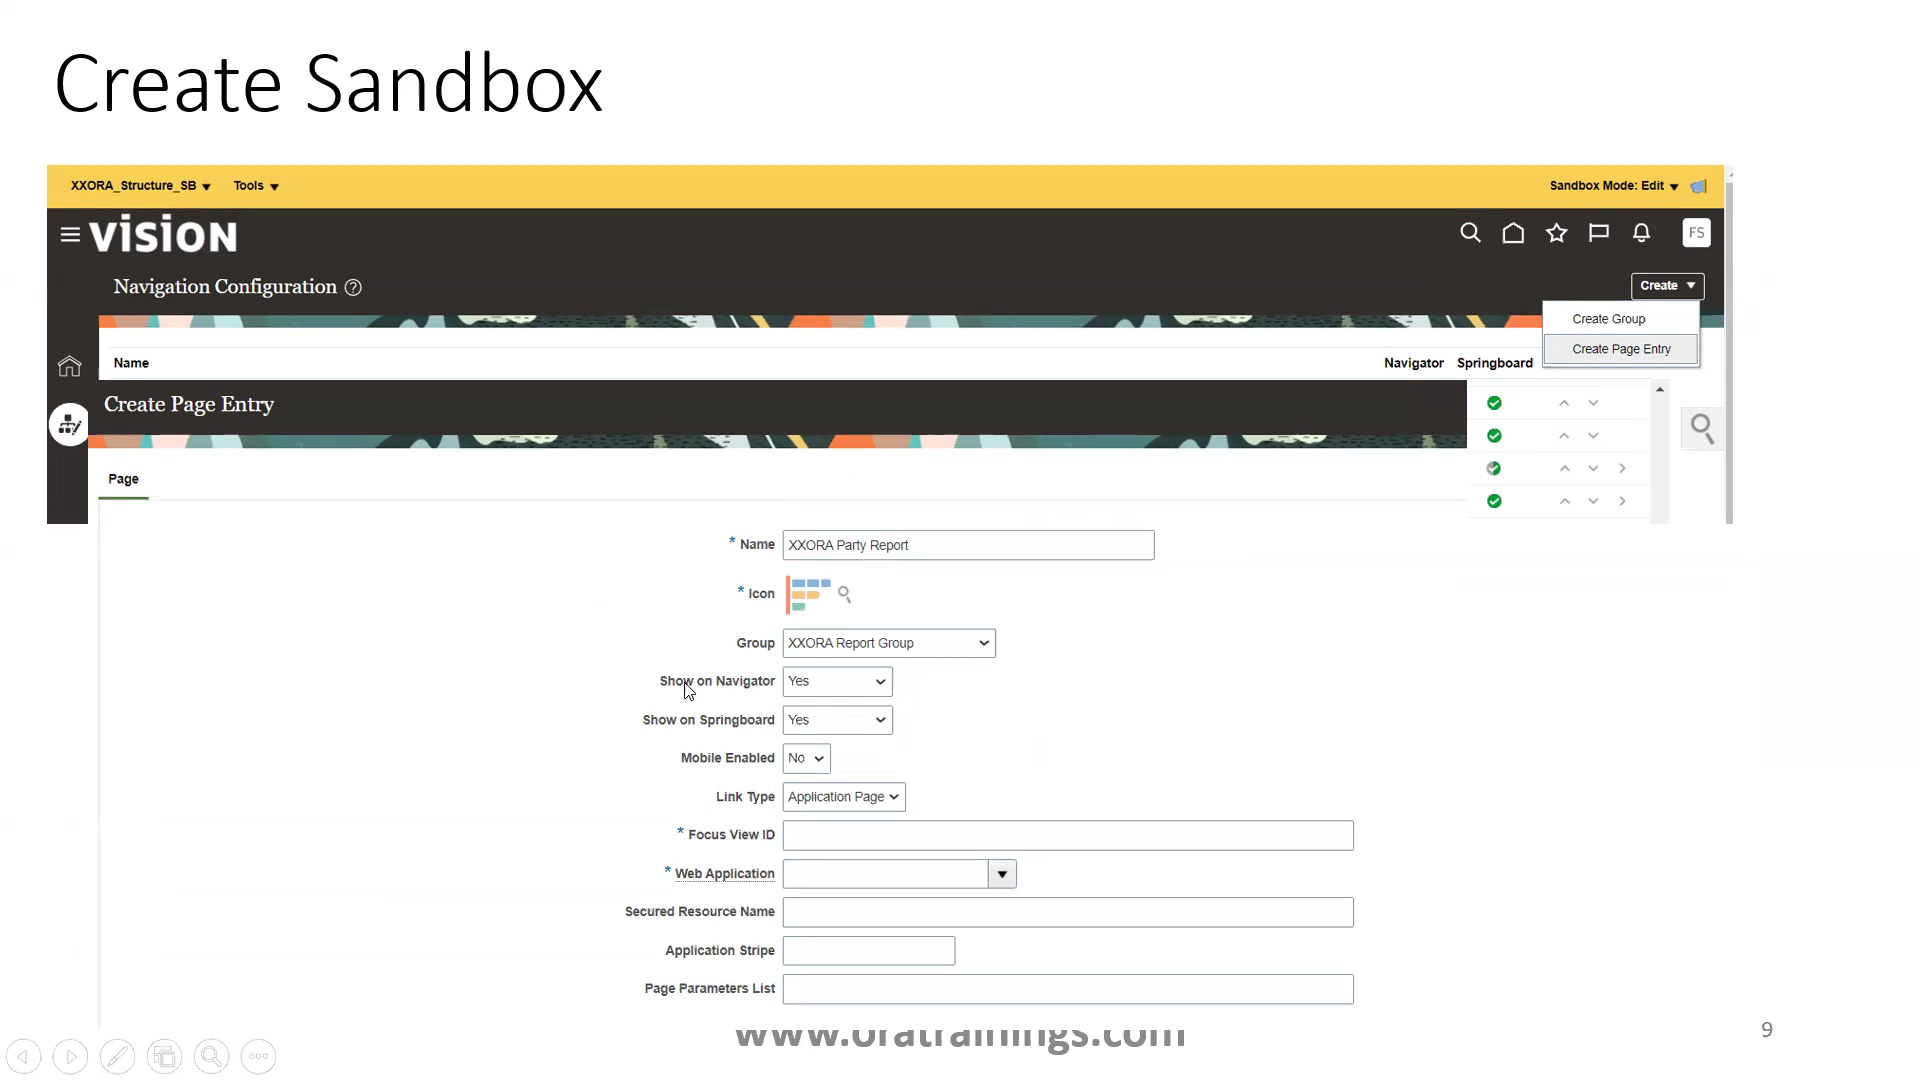 Create Sandbox
XXORA_Structure_SB Tools Sandbox Mode: Edit
vision FS
Navigation Configuration ? Create
Create Group
Create Page Entry
Name Navigator Springboard
Create Page Entry
Page
* Name XXORA Party Report
* Icon
Group XXORA Report Group
Show on Navigator Yes
Show on Springboard Yes
Mobile Enabled No
Link Type Application Page
* Focus View ID
* Web Application
Secured Resource Name
Application Stripe
Page Parameters List
www.oratrainings.com
9